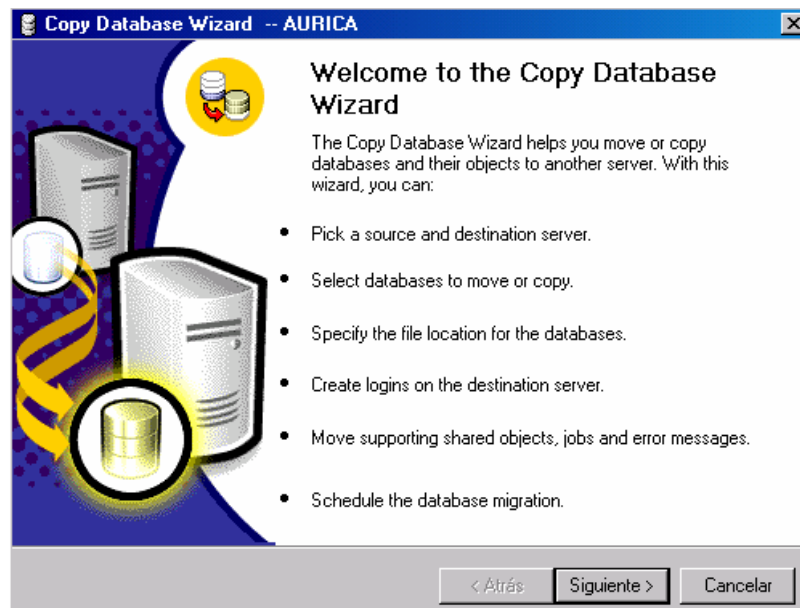 Copy Database Wizard -- AURICA
Welcome to the Copy Database
Wizard
The Copy Database Wizard helps you move or copy
databases and their objects to another server. With this
wizard, you can:
• Pick a source and destination server.
• Select databases to move or copy.
• Specify the file location for the databases.
• Create logins on the destination server.
• Move supporting shared objects, jobs and error messages.
• Schedule the database migration.
< Atrás Siguiente > Cancelar